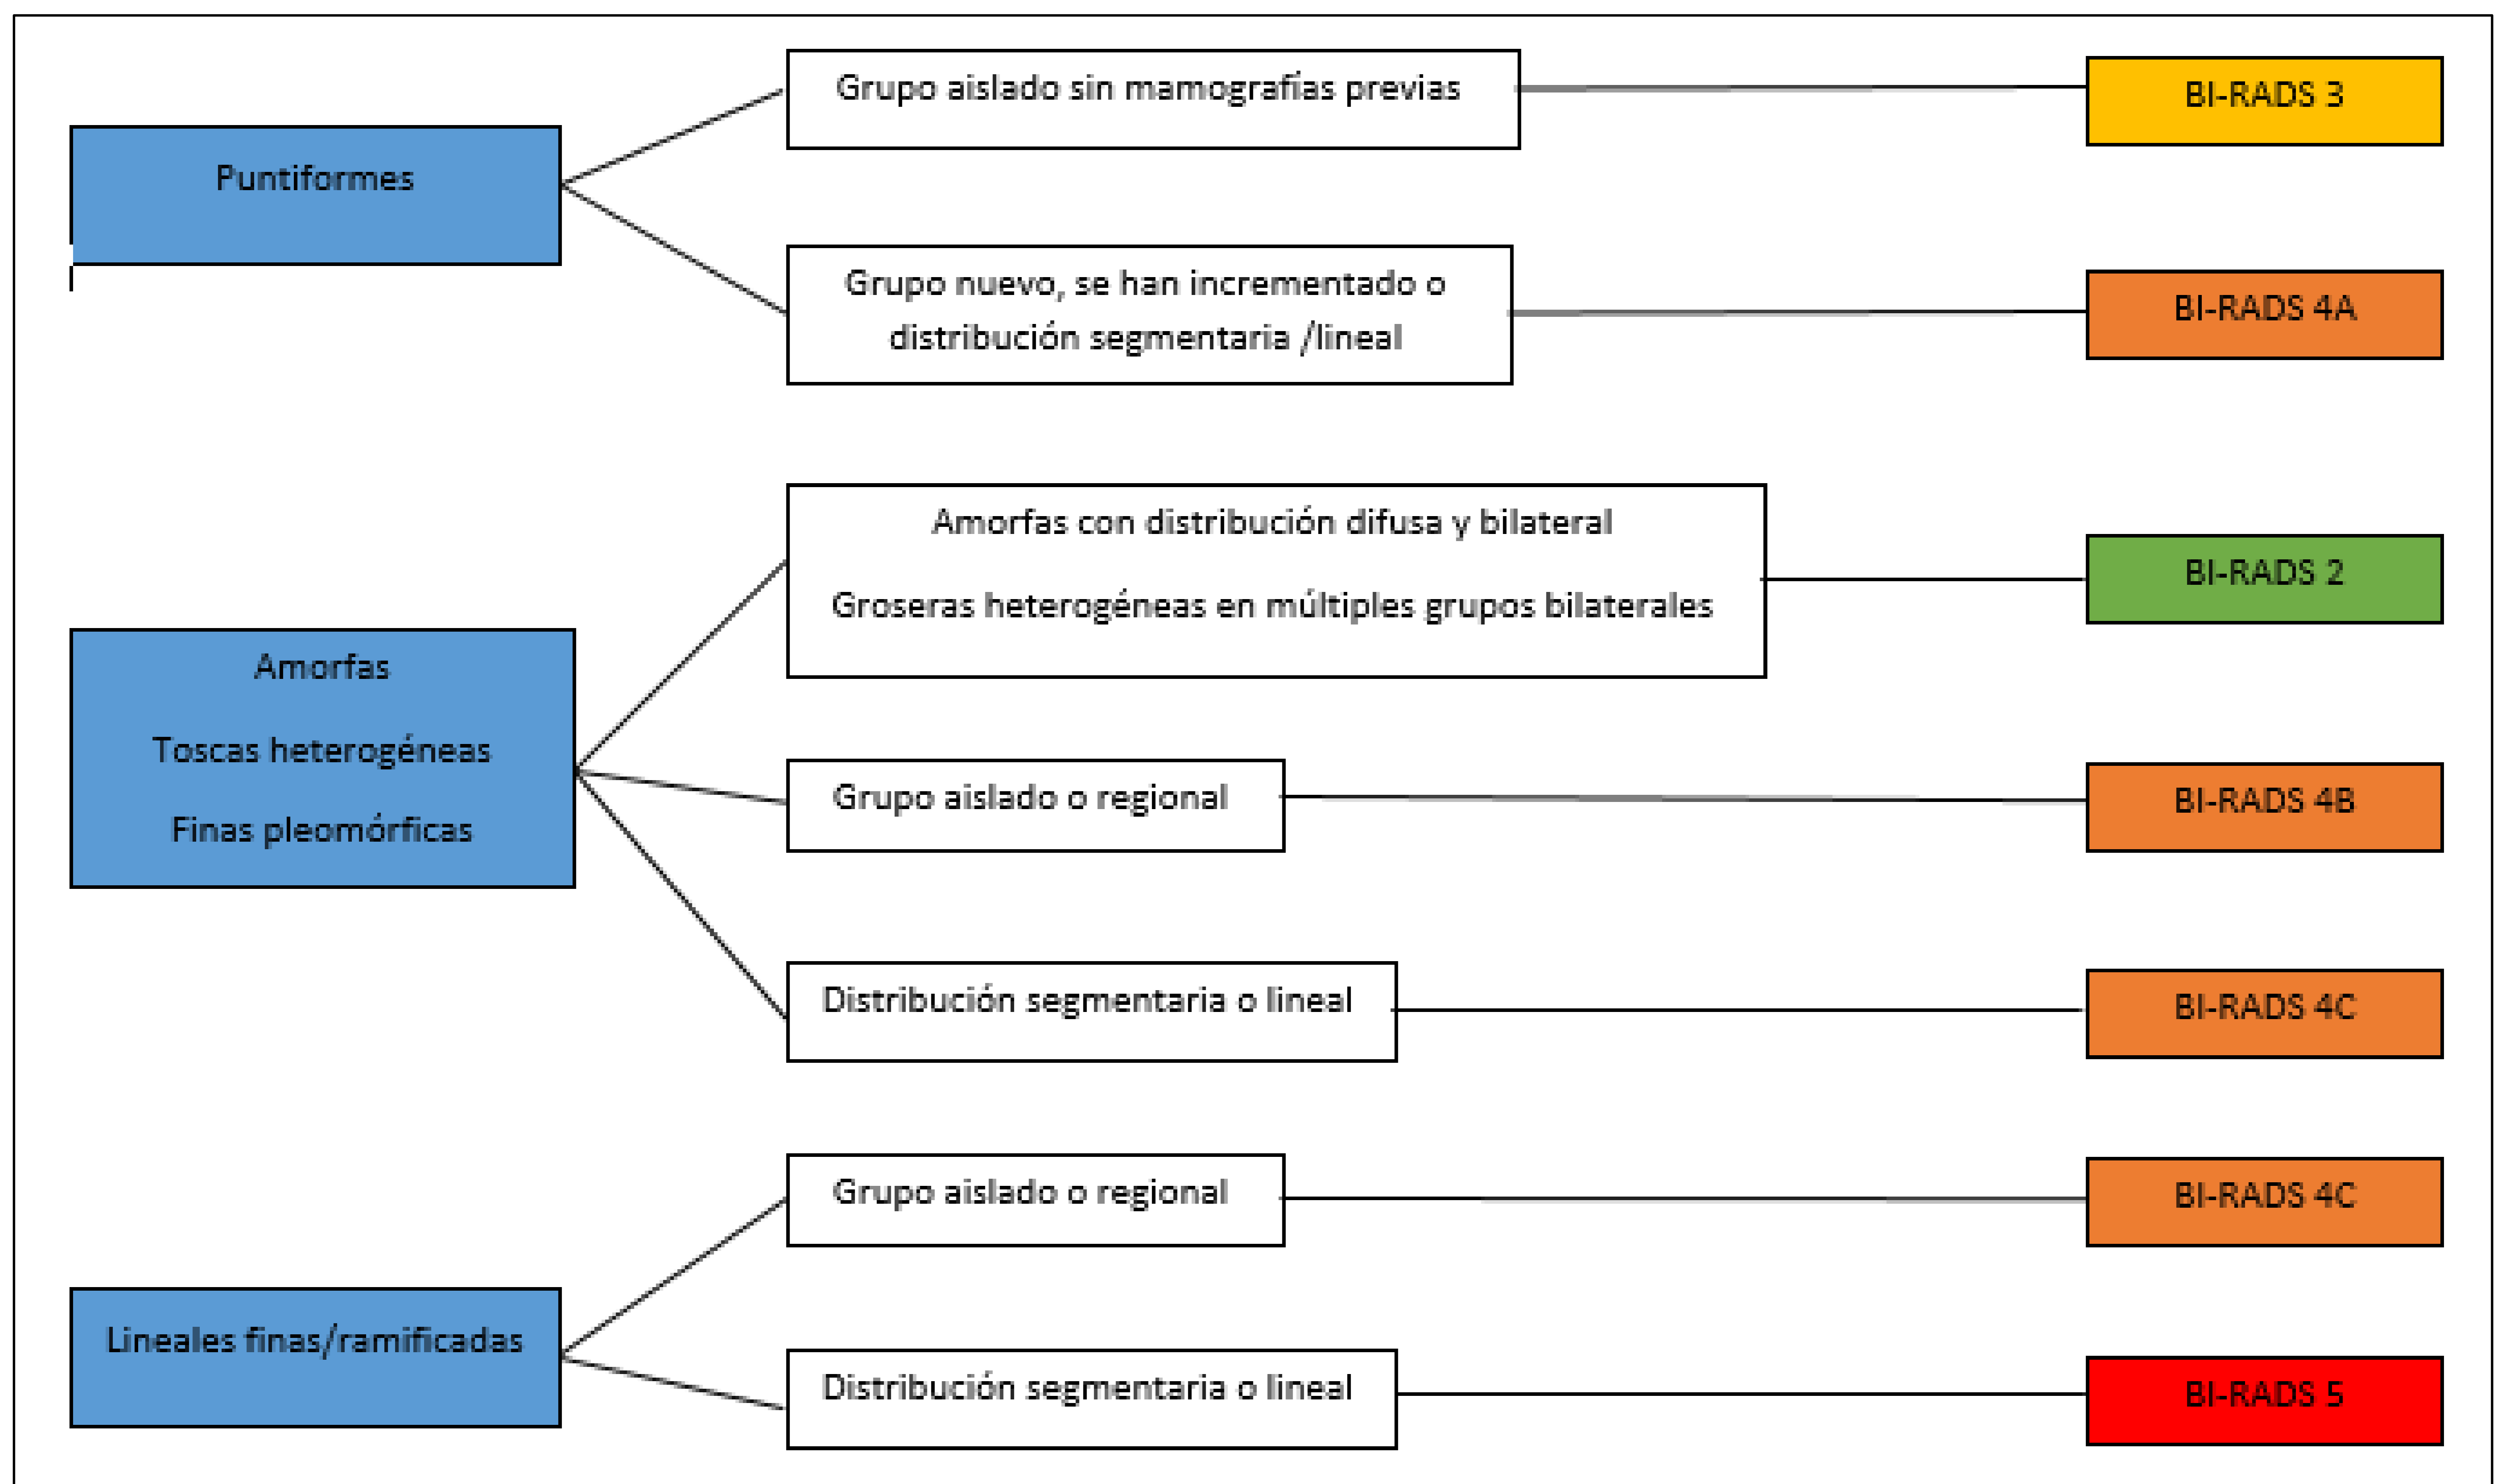 Puntiformes
Grupo aislado sin mamografías previas
BI-RADS 3
Grupo nuevo, se han incrementado o
distribución segmentaria /lineal
BI-RADS 4A
Amorfas
Toscas heterogéneas
Finas pleomórficas
Amorfas con distribución difusa y bilateral
Groseras heterogéneas en múltiples grupos bilaterales
BI-RADS 2
Grupo aislado o regional
BI-RADS 4B
Distribución segmentaria o lineal
BI-RADS 4C
Lineales finas/ramificadas
Grupo aislado o regional
BI-RADS 4C
Distribución segmentaria o lineal
BI-RADS 5